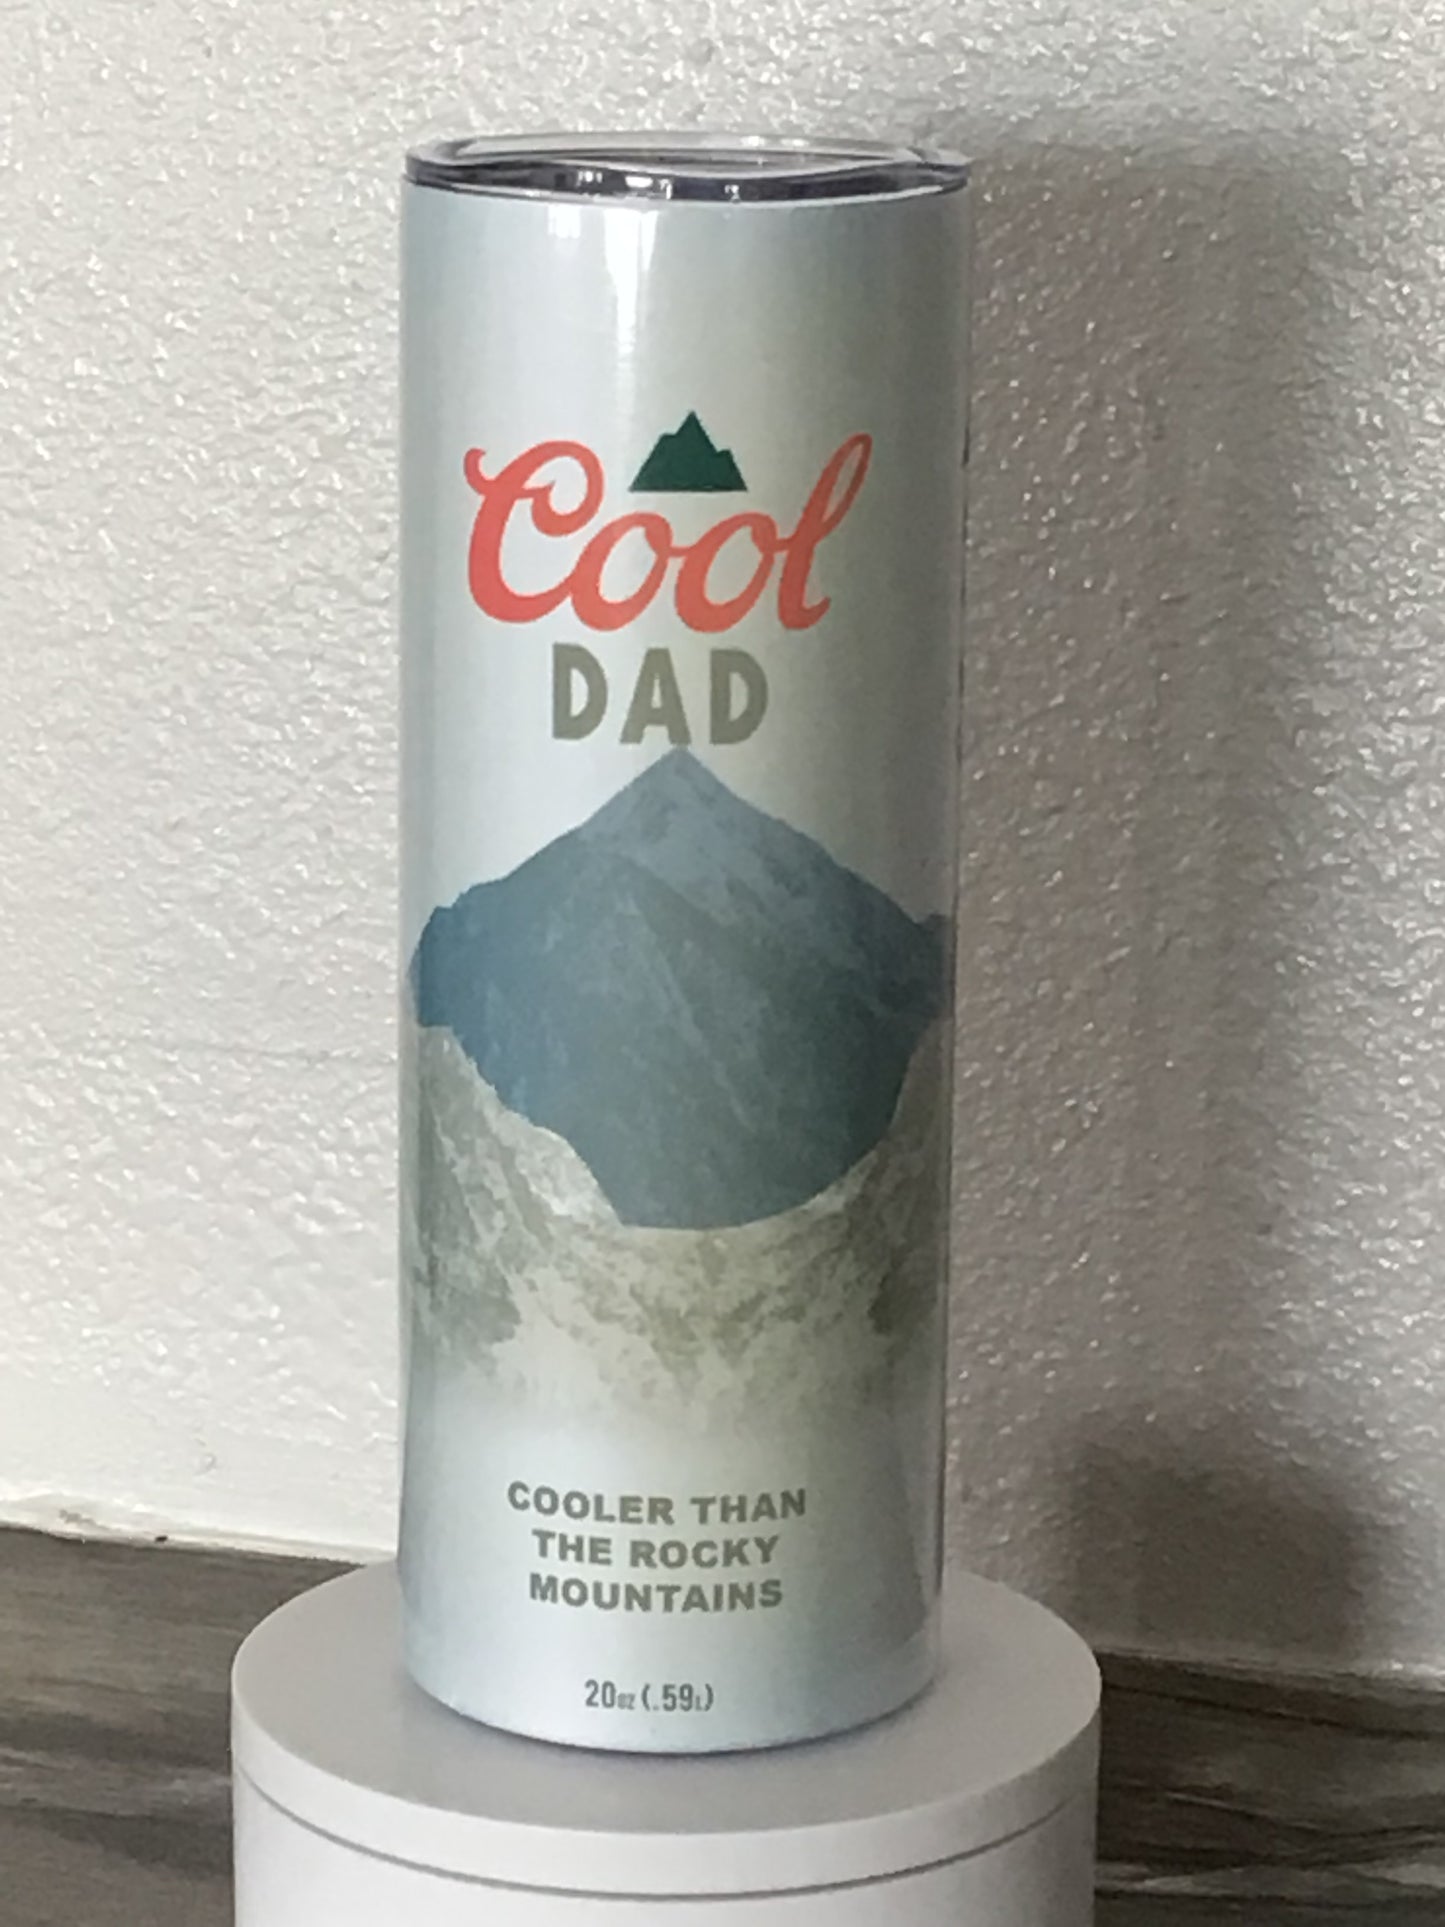 Cool
DAD
COOLER THAN
THE ROCKY
MOUNTAINS
20oz (.59L)